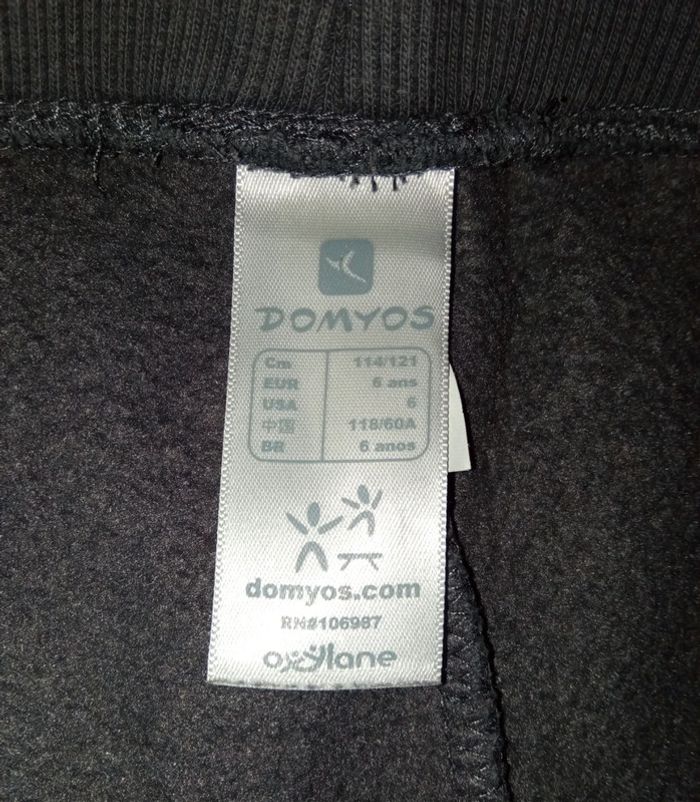 DOMYOS
Cm 114/121
EUR 6 ans
USA 6
中国 118/60A
BR 6 anos
domyos.com
RN#106987
oxylane